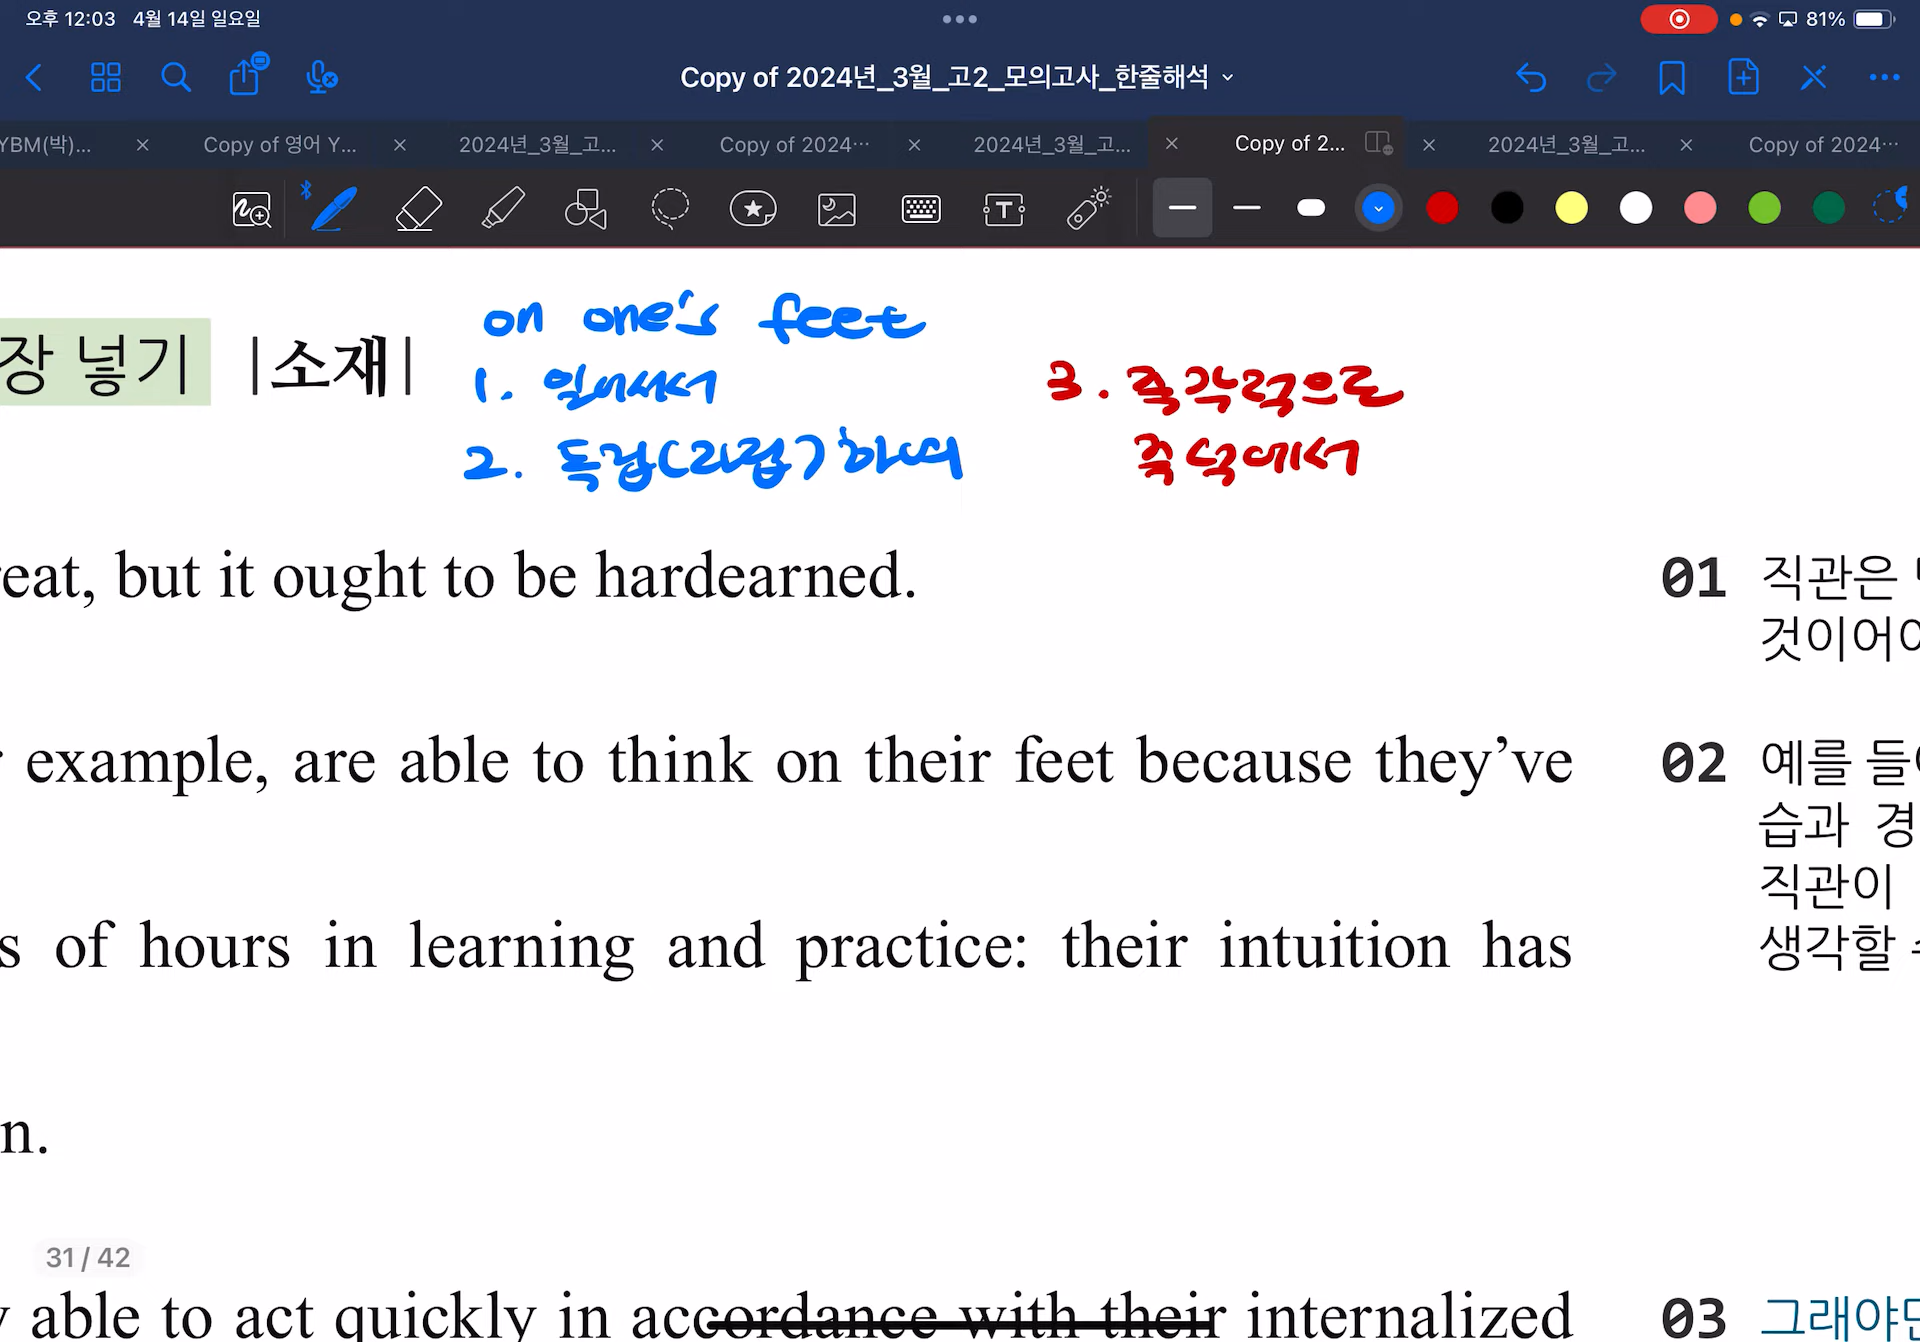 오후 12:03 4월 14일 일요일
81%
Copy of 2024년_3월_고2_모의고사_한줄해석
YBM(박)...
Copy of 영어 Y...
2024년_3월_고...
Copy of 2024...
2024년_3월_고...
Copy of 2...
2024년_3월_고...
Copy of 2024...
장 넣기 |소재|
on one's feet
1. 일어서서
2. 독립(자립)하여
3. 즉각적으로
즉석에서
reat, but it ought to be hardearned.
01 직관은
것이어야
r example, are able to think on their feet because they've
02 예를 들어
습과 경
직관이
생각할 수
s of hours in learning and practice: their intuition has
n.
31 / 42
y able to act quickly in accordance with their internalized
03 그래야만